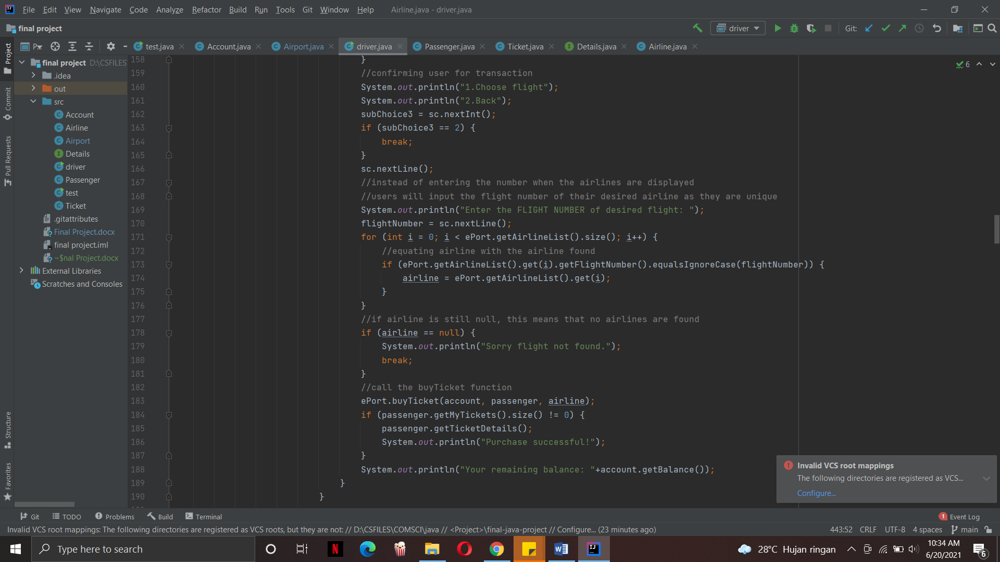 File Edit View Navigate Code Analyze Refactor Build Run Tools Git Window Help Airline.java - driver.java
final project driver Git:
P... test.java Account.java Airport.java driver.java Passenger.java Ticket.java Details.java Airline.java
Project
Commit
Pull Requests
Structure
Favorites
final project D:\CSFILES
.idea
out
src
Account
Airline
Airport
Details
driver
Passenger
test
Ticket
.gitattributes
Final Project.docx
final project.iml
~$nal Project.docx
External Libraries
Scratches and Consoles
6
158 }
159 //confirming user for transaction
160 System.out.println("1.Choose flight");
161 System.out.println("2.Back");
162 subChoice3 = sc.nextInt();
163 if (subChoice3 == 2) {
164 break;
165 }
166 sc.nextLine();
167 //instead of entering the number when the airlines are displayed
168 //users will input the flight number of their desired airline as they are unique
169 System.out.println("Enter the FLIGHT NUMBER of desired flight: ");
170 flightNumber = sc.nextLine();
171 for (int i = 0; i < ePort.getAirlineList().size(); i++) {
172 //equating airline with the airline found
173 if (ePort.getAirlineList().get(i).getFlightNumber().equalsIgnoreCase(flightNumber)) {
174 airline = ePort.getAirlineList().get(i);
175 }
176 }
177 //if airline is still null, this means that no airlines are found
178 if (airline == null) {
179 System.out.println("Sorry flight not found.");
180 break;
181 }
182 //call the buyTicket function
183 ePort.buyTicket(account, passenger, airline);
184 if (passenger.getMyTickets().size() != 0) {
185 passenger.getTicketDetails();
186 System.out.println("Purchase successful!");
187 }
188 System.out.println("Your remaining balance: "+account.getBalance());
189 }
190 }
Invalid VCS root mappings
The following directories are registered as VCS...
Configure...
Git TODO Problems Build Terminal 1 Event Log
Invalid VCS root mappings: The following directories are registered as VCS roots, but they are not: // D:\CSFILES\COMSCI\java // <Project>\final-java-project // Configure... (23 minutes ago) 443:52 CRLF UTF-8 4 spaces main
Type here to search 28°C Hujan ringan 10:34 AM
6/20/2021 6